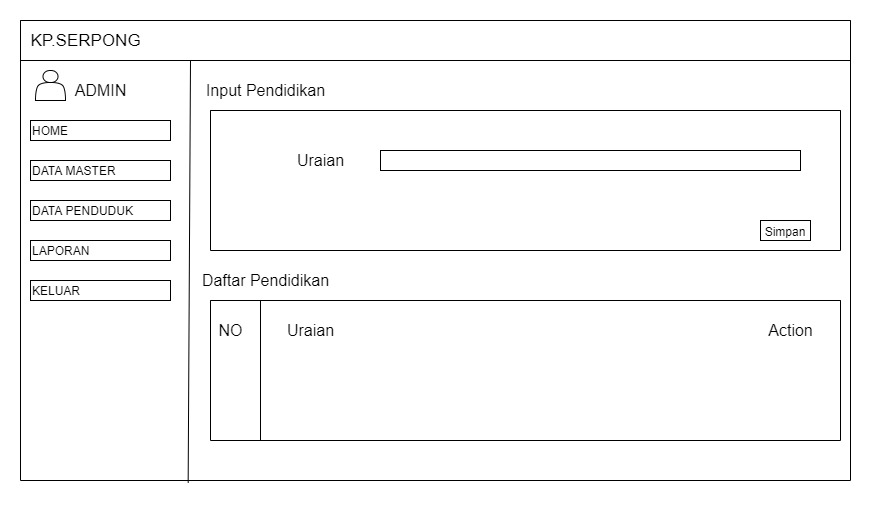 KP.SERPONG
ADMIN
HOME
DATA MASTER
DATA PENDUDUK
LAPORAN
KELUAR
Input Pendidikan
Uraian
Simpan
Daftar Pendidikan
NO Uraian Action